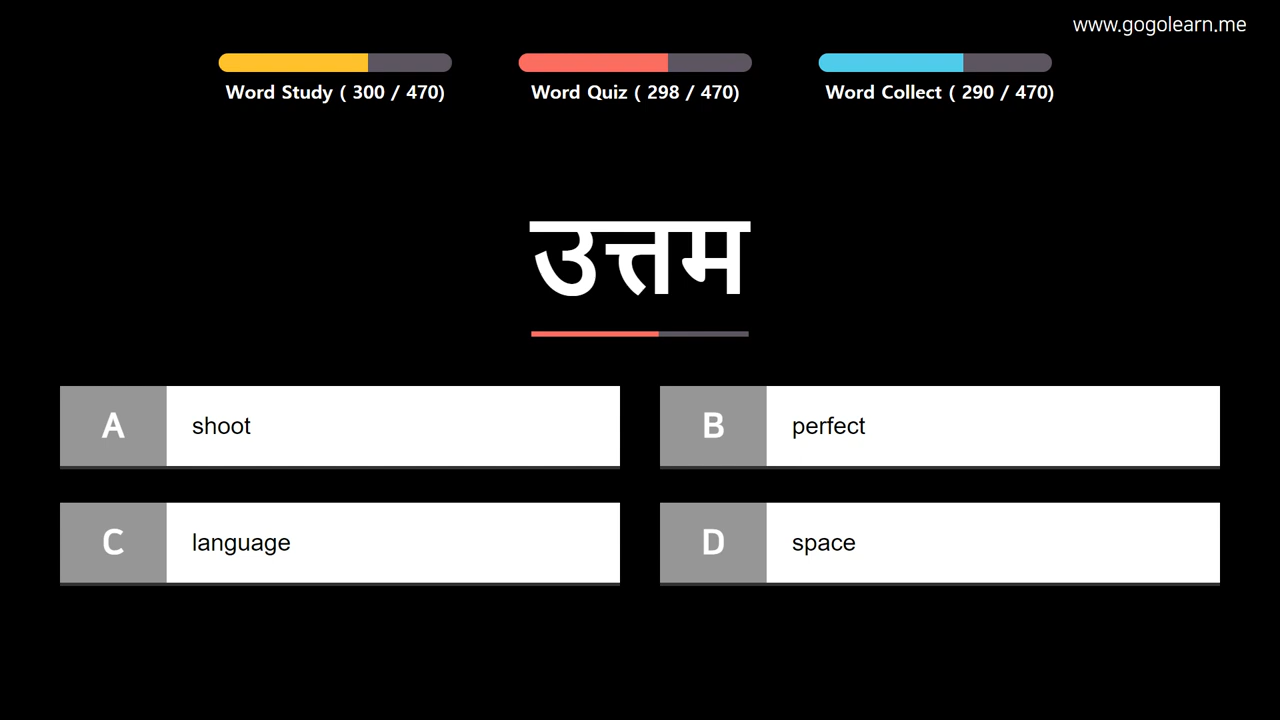 www.gogolearn.me
Word Study ( 300 / 470)
Word Quiz ( 298 / 470)
Word Collect ( 290 / 470)
उत्तम
A shoot
B perfect
C language
D space